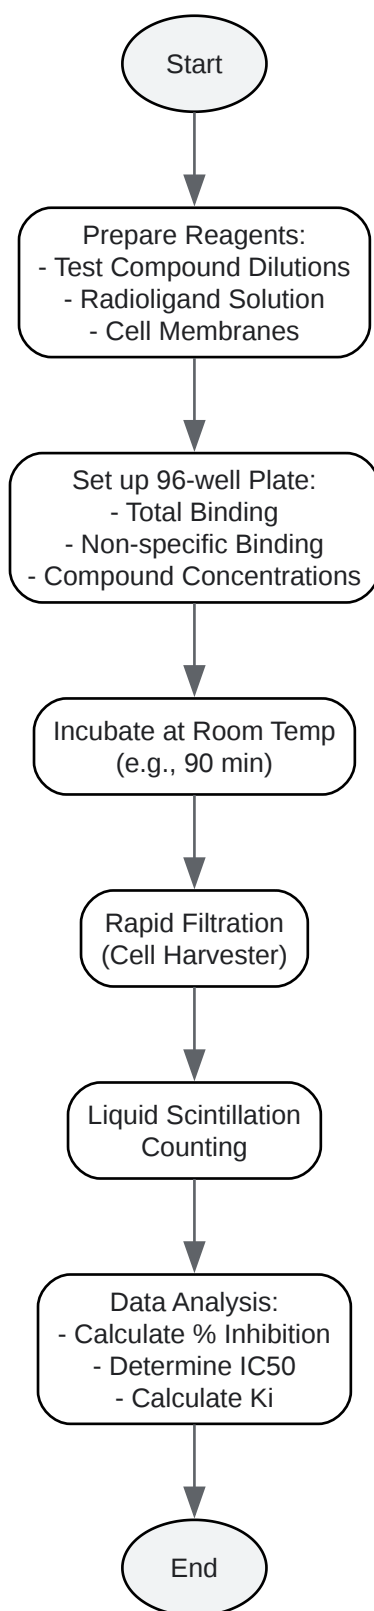 Start
Prepare Reagents:
- Test Compound Dilutions
- Radioligand Solution
- Cell Membranes
Set up 96-well Plate:
- Total Binding
- Non-specific Binding
- Compound Concentrations
Incubate at Room Temp
(e.g., 90 min)
Rapid Filtration
(Cell Harvester)
Liquid Scintillation
Counting
Data Analysis:
- Calculate % Inhibition
- Determine IC50
- Calculate Ki
End